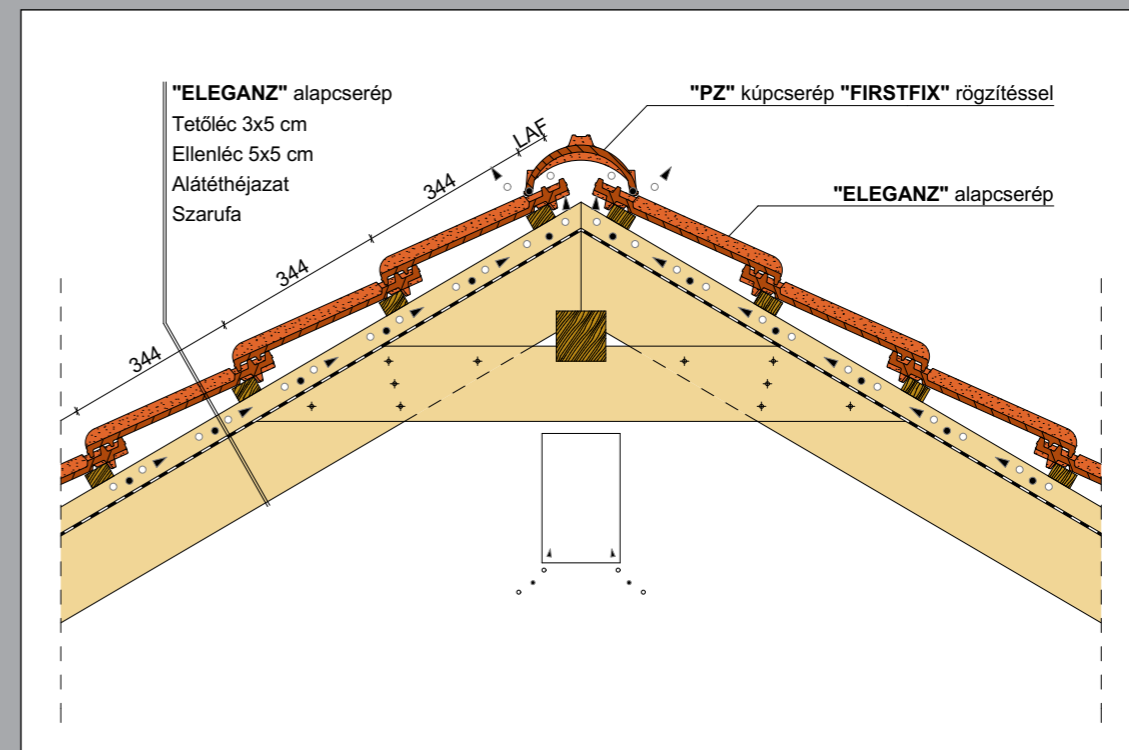 "ELEGANZ" alapcserép
Tetőléc 3x5 cm
Ellenléc 5x5 cm
Alátéthéjazat
Szarufa
"PZ" kúpcserép "FIRSTFIX" rögzítéssel
"ELEGANZ" alapcserép
LAF
344
344
344